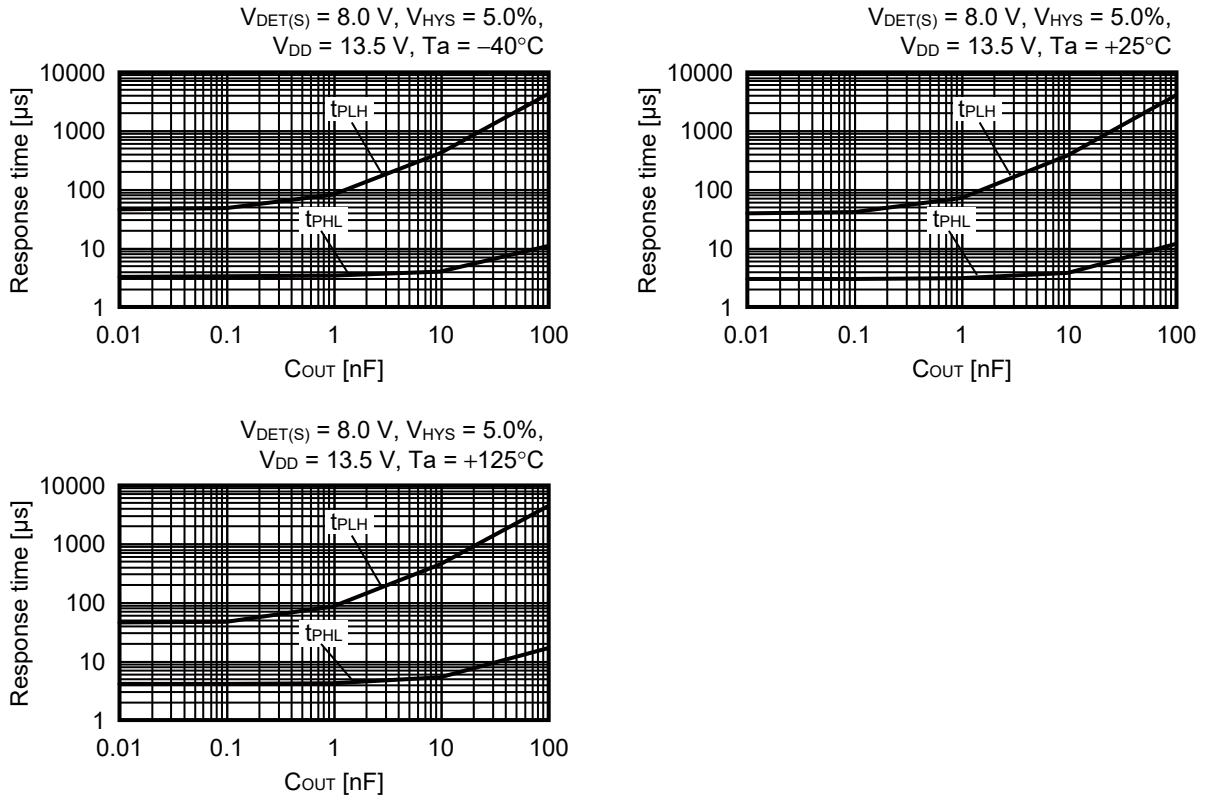 VDET(S) = 8.0 V, VHYS = 5.0%,
VDD = 13.5 V, Ta = −40°C
Response time [μs]
10000
1000
100
10
1
tPLH
tPHL
0.01 0.1 1 10 100
COUT [nF]
VDET(S) = 8.0 V, VHYS = 5.0%,
VDD = 13.5 V, Ta = +25°C
Response time [μs]
10000
1000
100
10
1
tPLH
tPHL
0.01 0.1 1 10 100
COUT [nF]
VDET(S) = 8.0 V, VHYS = 5.0%,
VDD = 13.5 V, Ta = +125°C
Response time [μs]
10000
1000
100
10
1
tPLH
tPHL
0.01 0.1 1 10 100
COUT [nF]